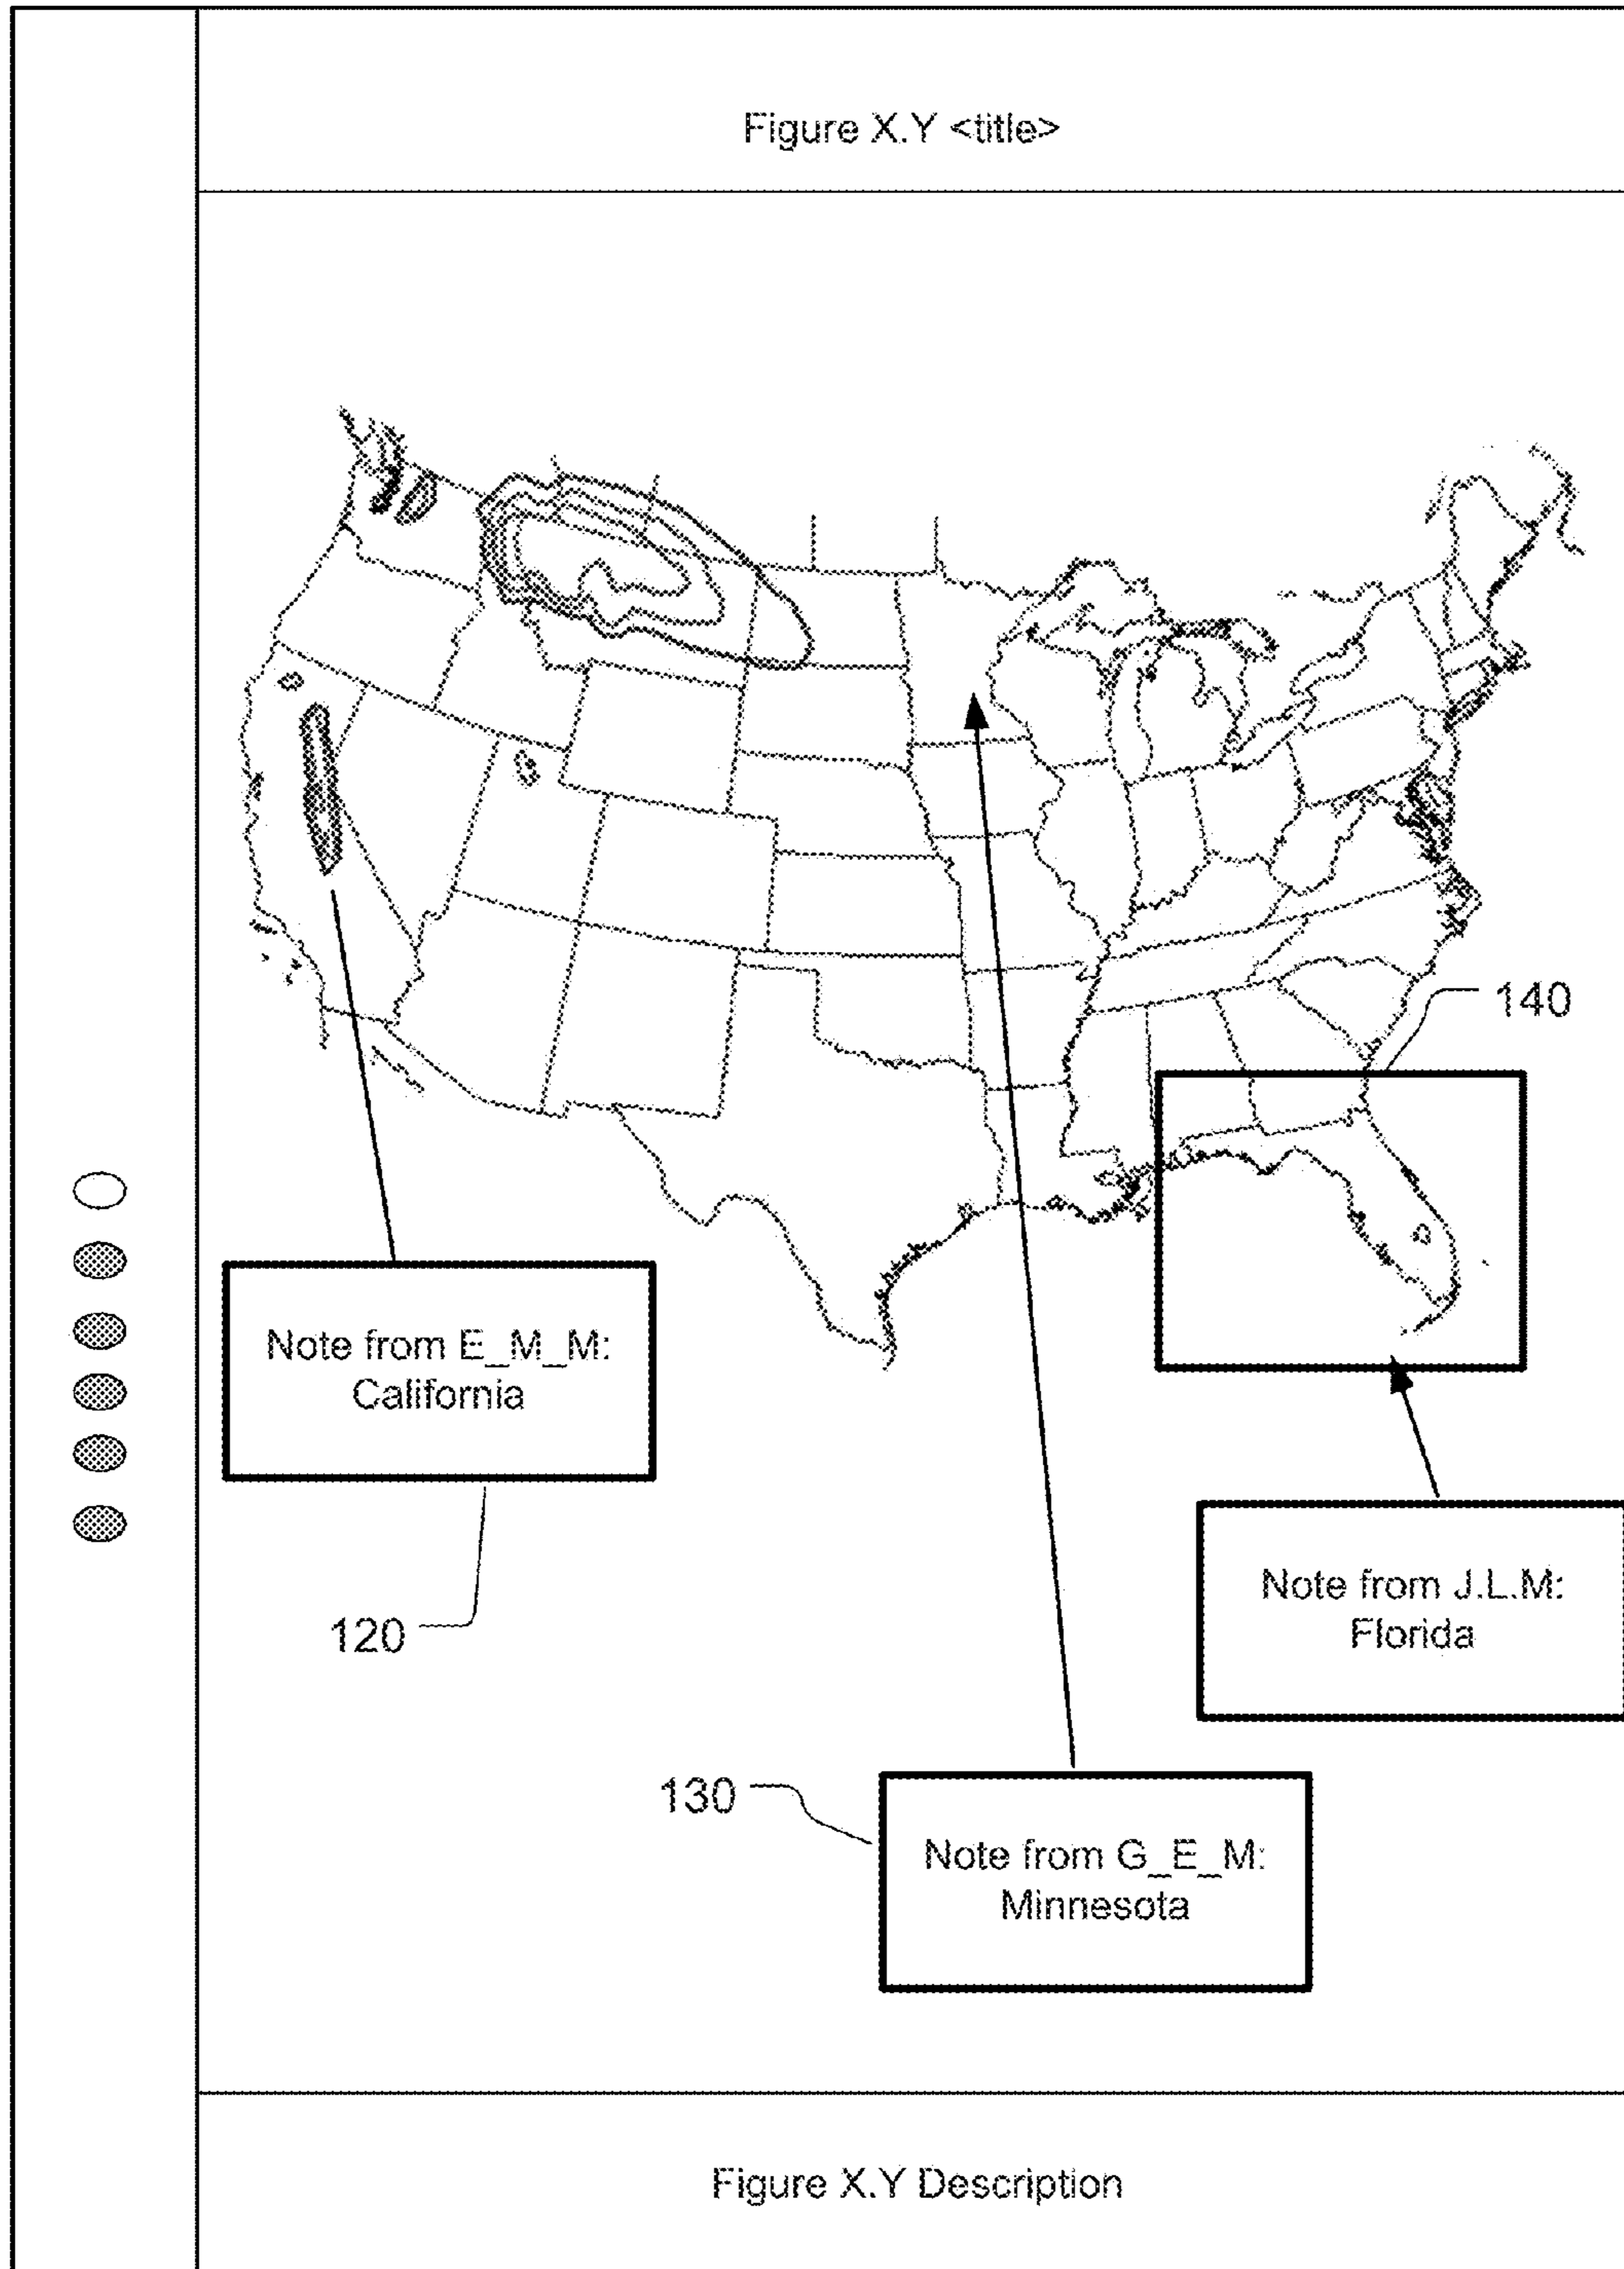 Figure X.Y <title>
140
Note from E_M_M:
California
120
Note from J.L.M:
Florida
130
Note from G_E_M:
Minnesota
Figure X.Y Description